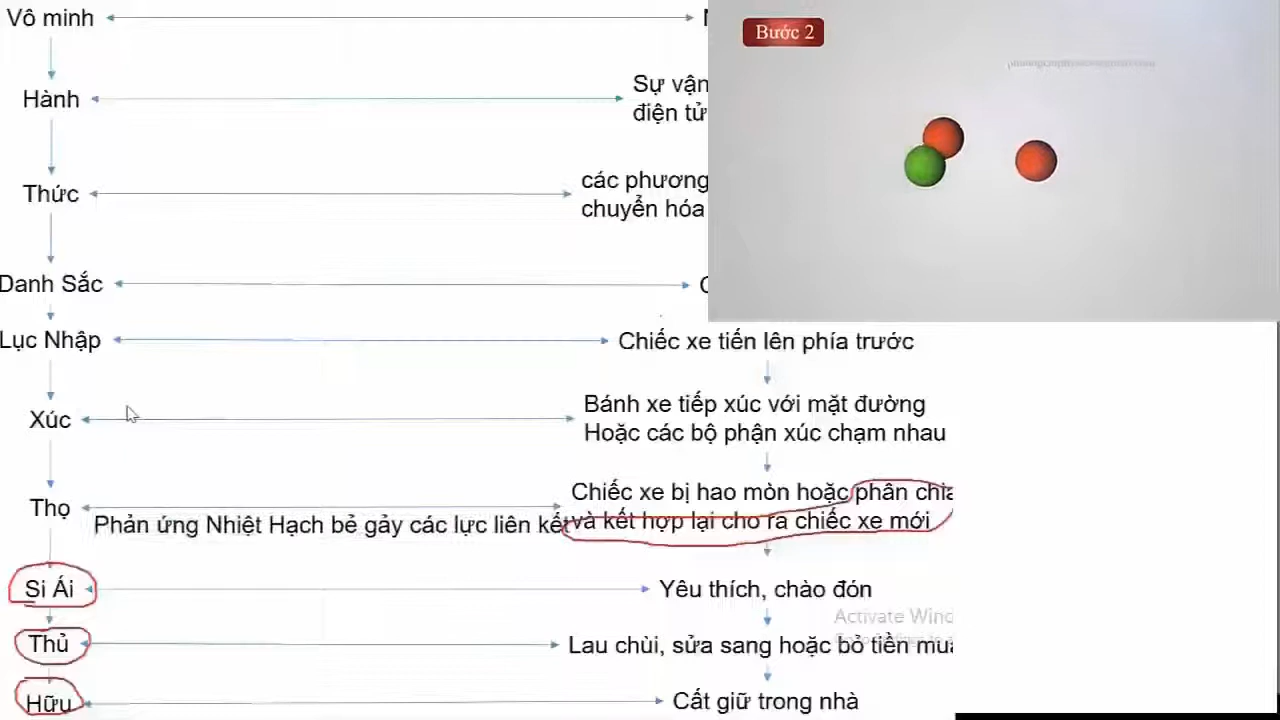 Vô minh
Bước 2
Hành
Sự vận
điện tử
Thức
các phương
chuyển hóa
Danh Sắc
Lục Nhập
Chiếc xe tiến lên phía trước
Xúc
Bánh xe tiếp xúc với mặt đường
Hoặc các bộ phận xúc chạm nhau
Thọ
Chiếc xe bị hao mòn hoặc phân chia
Phản ứng Nhiệt Hạch bẻ gảy các lực liên kết và kết hợp lại cho ra chiếc xe mới
Si Ái
Yêu thích, chào đón
Activate Wind
Thủ
Lau chùi, sửa sang hoặc bỏ tiền mua
Hữu
Cất giữ trong nhà